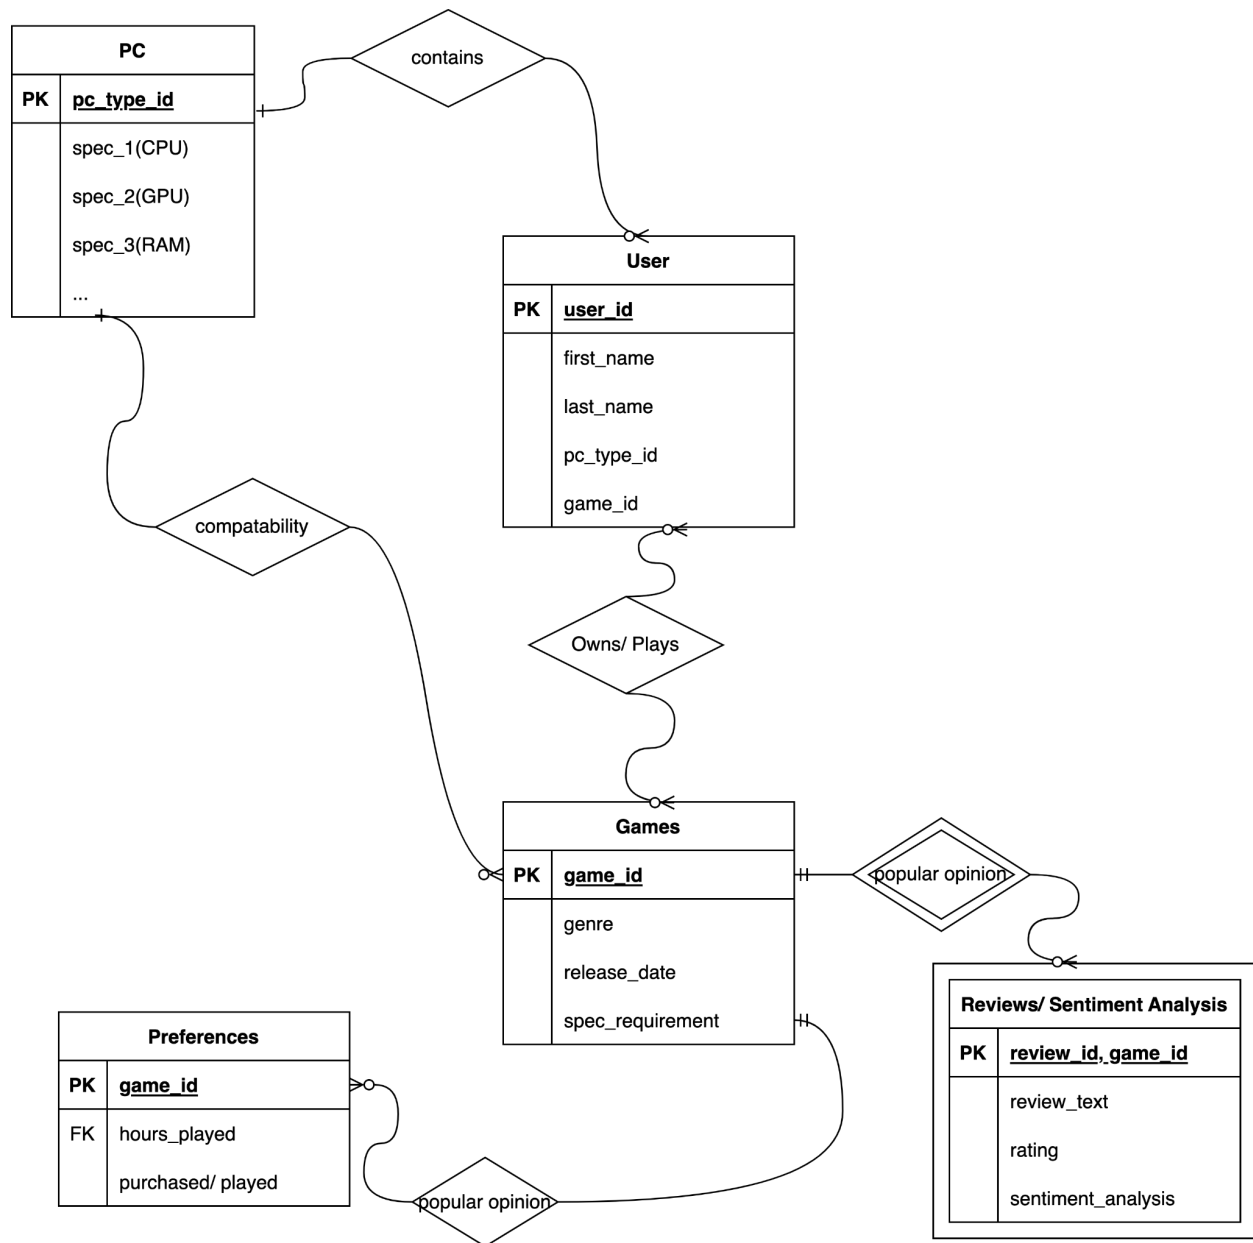 PC
PK pc_type_id
spec_1(CPU)
spec_2(GPU)
spec_3(RAM)
...
contains
User
PK user_id
first_name
last_name
pc_type_id
game_id
compatability
Owns/ Plays
Games
PK game_id
genre
release_date
spec_requirement
popular opinion
Reviews/ Sentiment Analysis
PK review_id, game_id
review_text
rating
sentiment_analysis
Preferences
PK game_id
FK hours_played
purchased/ played
popular opinion